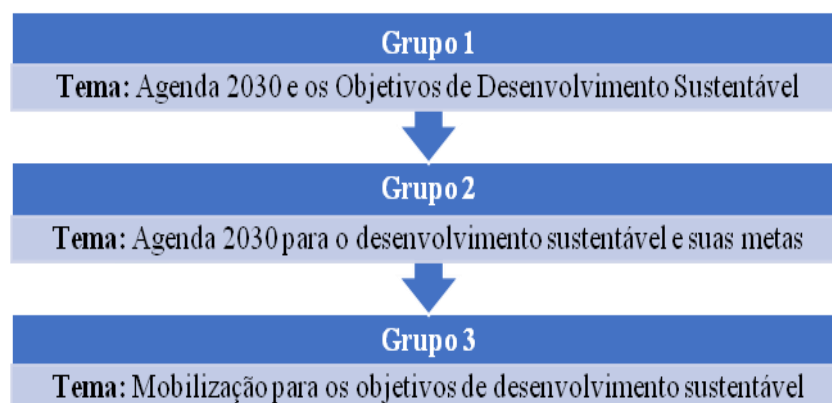 Grupo 1
Tema: Agenda 2030 e os Objetivos de Desenvolvimento Sustentável
Grupo 2
Tema: Agenda 2030 para o desenvolvimento sustentável e suas metas
Grupo 3
Tema: Mobilização para os objetivos de desenvolvimento sustentável